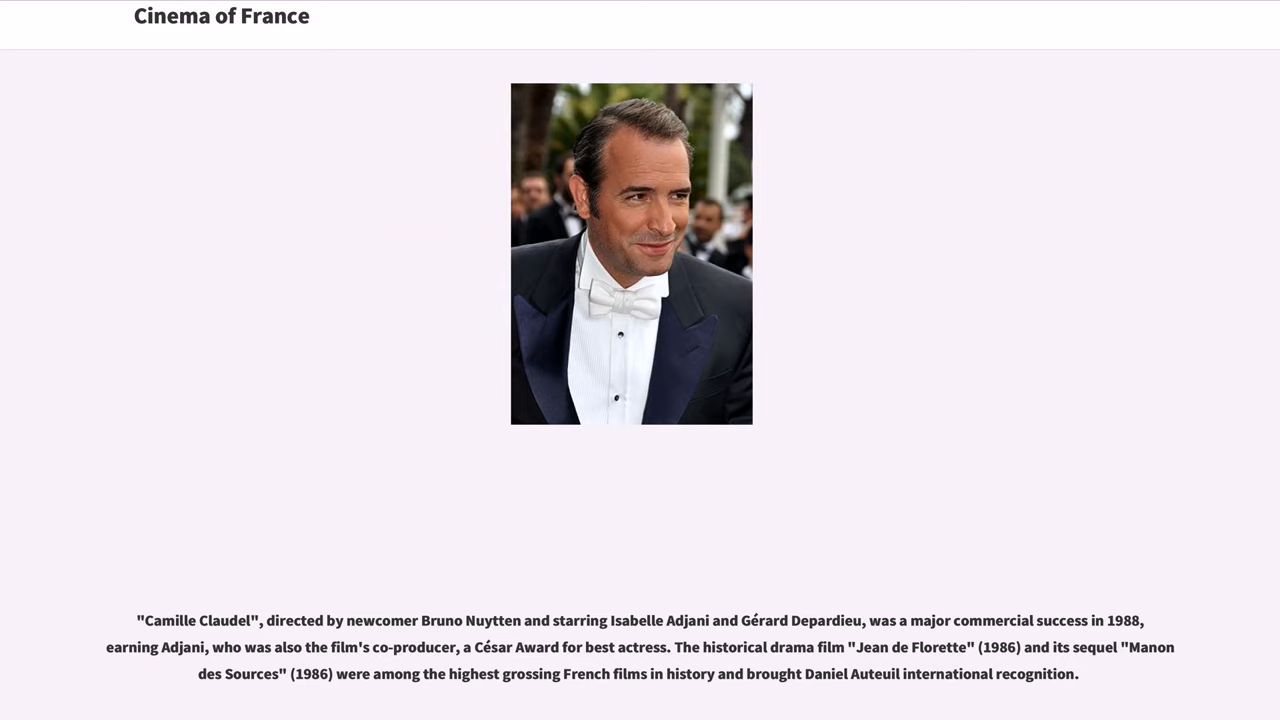 Cinema of France
"Camille Claudel", directed by newcomer Bruno Nuytten and starring Isabelle Adjani and Gérard Depardieu, was a major commercial success in 1988,
earning Adjani, who was also the film's co-producer, a César Award for best actress. The historical drama film "Jean de Florette" (1986) and its sequel "Manon
des Sources" (1986) were among the highest grossing French films in history and brought Daniel Auteuil international recognition.